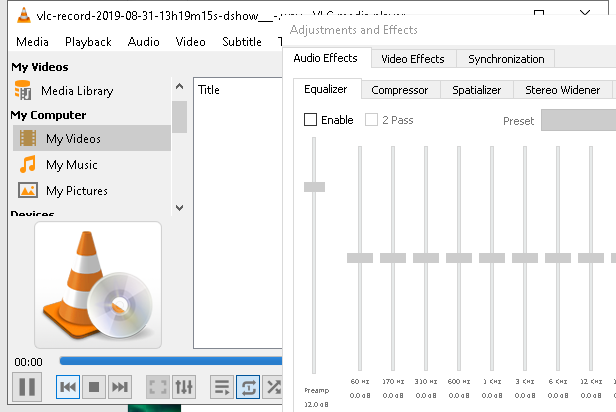 vlc-record-2019-08-31-13h19m15s-dshow___-.wav - VLC media player
Adjustments and Effects
Media Playback Audio Video Subtitle
Audio Effects Video Effects Synchronization
My Videos
Media Library
My Computer
My Videos
My Music
My Pictures
Devices
Title
Equalizer Compressor Spatializer Stereo Widener
Enable 2 Pass Preset
00:00
60 Hz 170 Hz 310 Hz 600 Hz 1 KHz 3 KHz 6 KHz 12 KHz
Preamp
0.0 dB 0.0 dB 0.0 dB 0.0 dB 0.0 dB 0.0 dB 0.0 dB 0.0 dB
12.0 dB